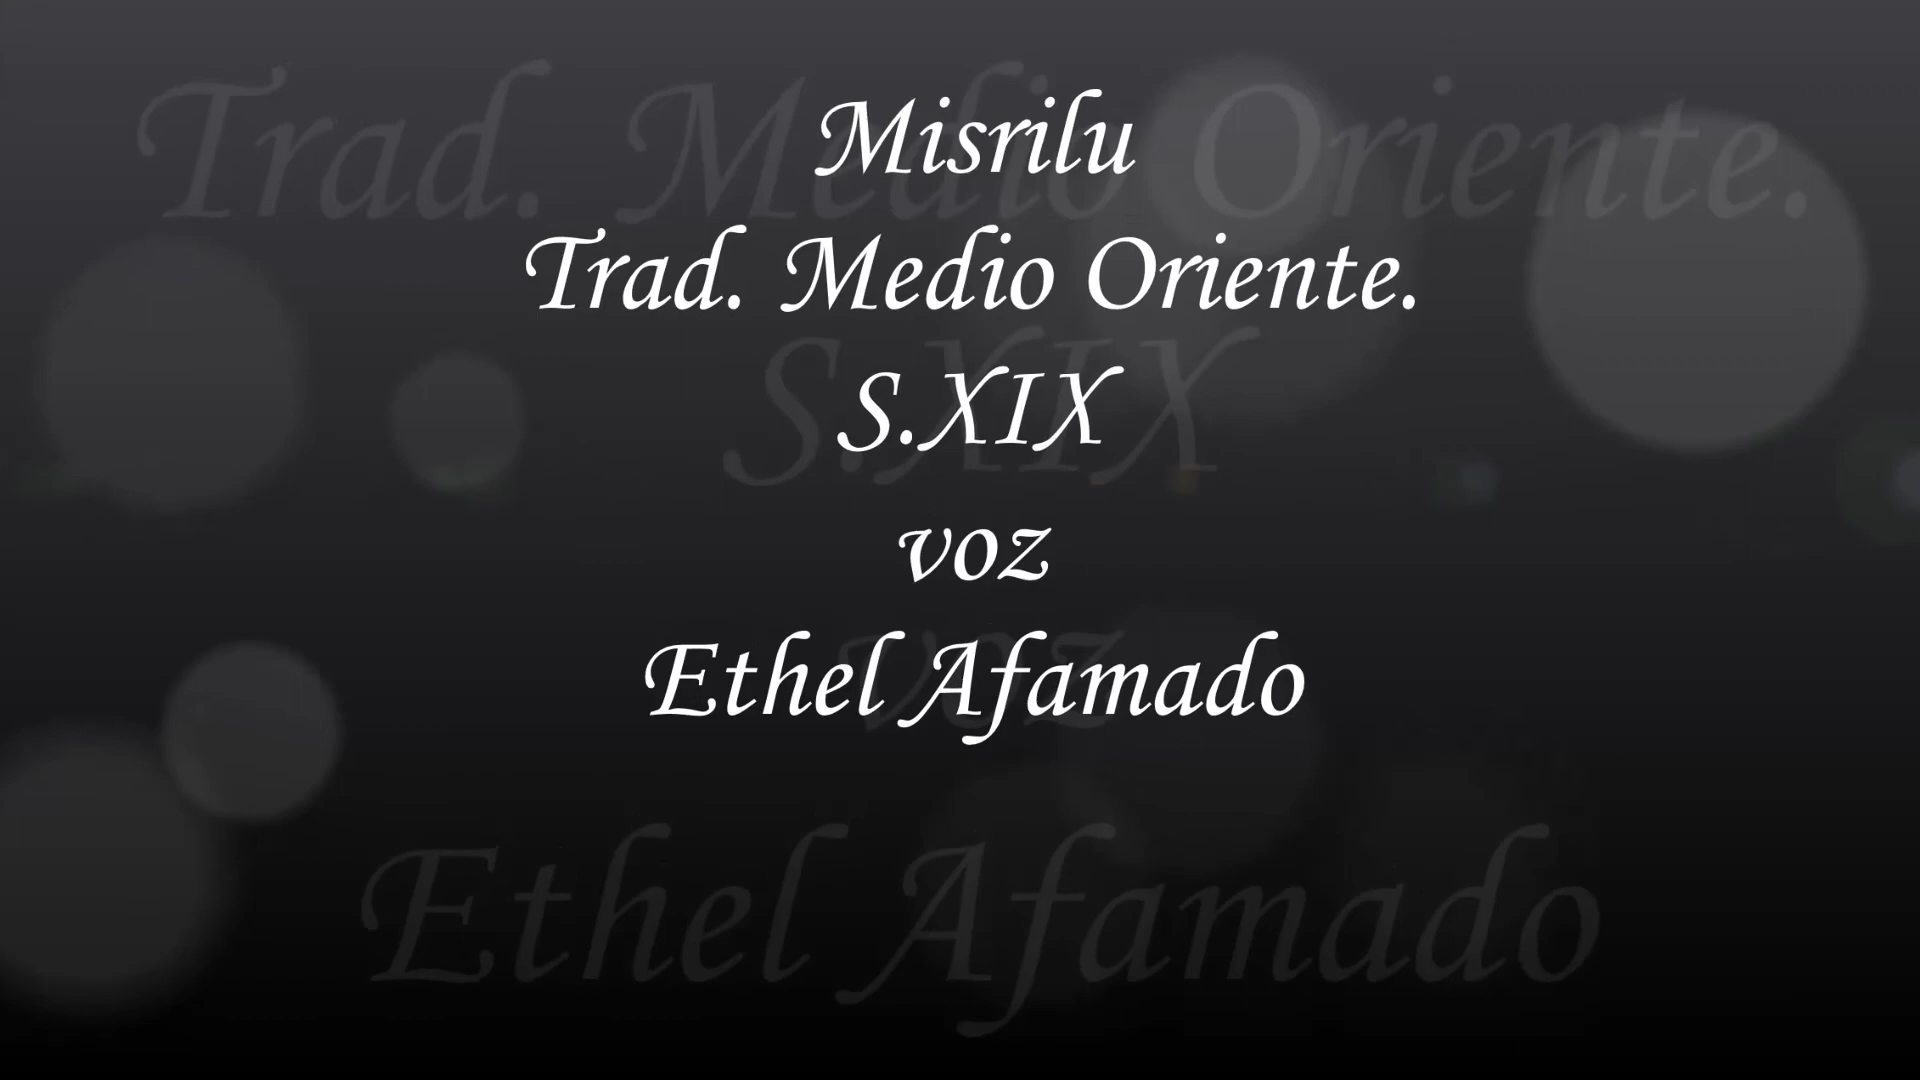 Misrilu
Trad. Medio Oriente.
S.XIX
voz
Ethel Afamado